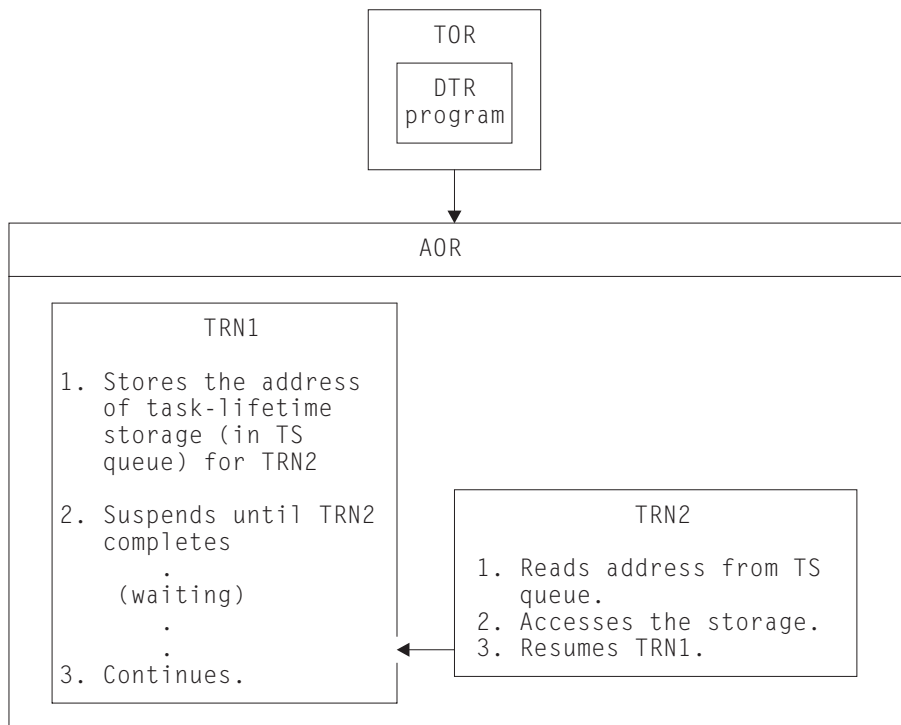 TOR
DTR
program
AOR
TRN1
1. Stores the address
of task-lifetime
storage (in TS
queue) for TRN2
2. Suspends until TRN2
completes
.
(waiting)
.
.
3. Continues.
TRN2
1. Reads address from TS
queue.
2. Accesses the storage.
3. Resumes TRN1.